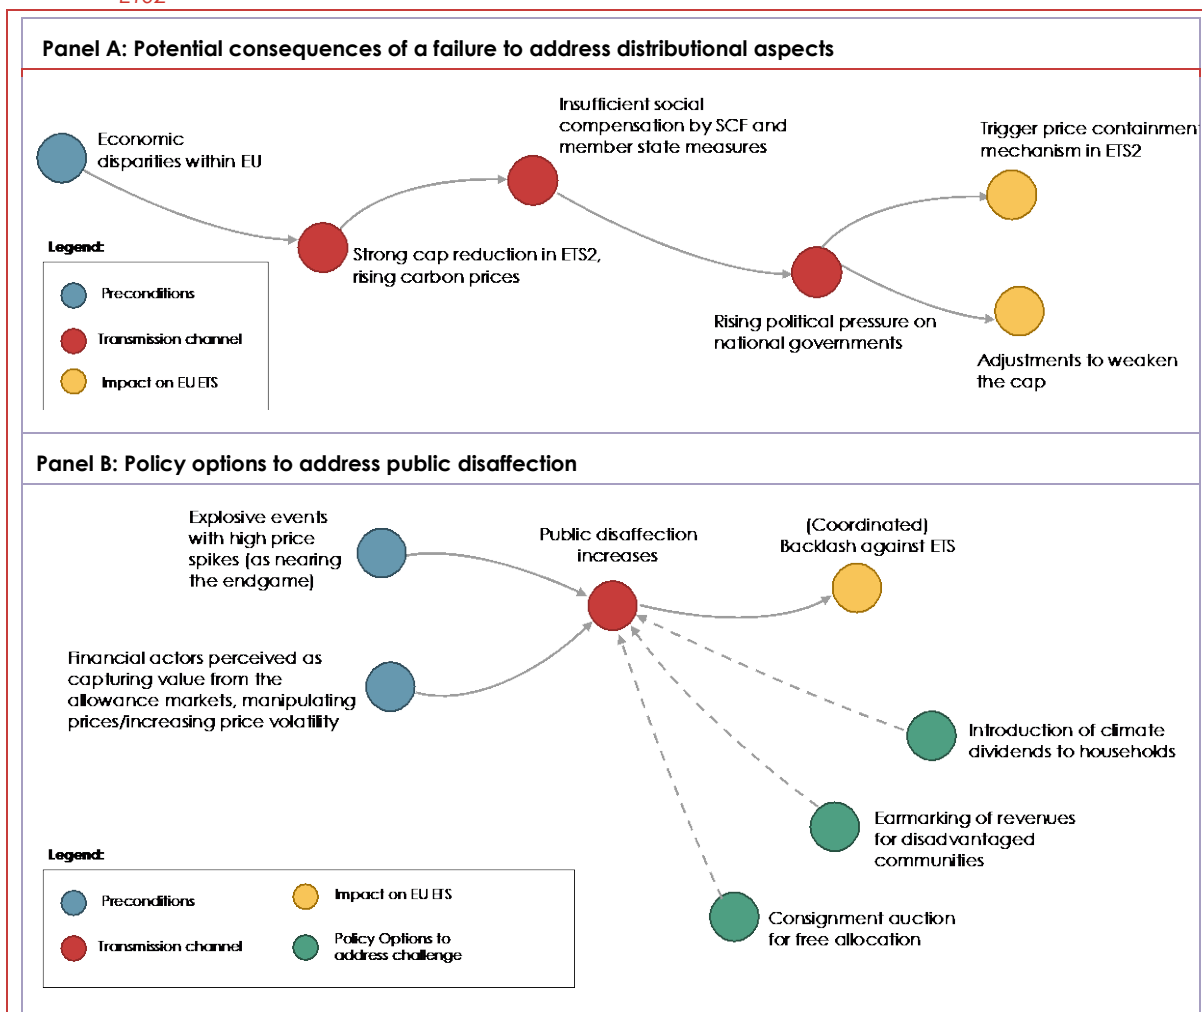 Panel A: Potential consequences of a failure to address distributional aspects
Economic
disparities within EU
Insufficient social
compensation by SCF and
member state measures
Trigger price containment
mechanism in ETS2
Strong cap reduction in ETS2,
rising carbon prices
Rising political pressure on
national governments
Adjustments to weaken
the cap
Legend:
Preconditions
Transmission channel
Impact on EU ETS
Panel B: Policy options to address public disaffection
Explosive events
with high price
spikes (as nearing
the endgame)
Public disaffection
increases
(Coordinated)
Backlash against ETS
Financial actors perceived as
capturing value from the
allowance markets, manipulating
prices/increasing price volatility
Introduction of climate
dividends to households
Earmarking of revenues
for disadvantaged
communities
Consignment auction
for free allocation
Legend:
Preconditions
Transmission channel
Impact on EU ETS
Policy Options to
address challenge